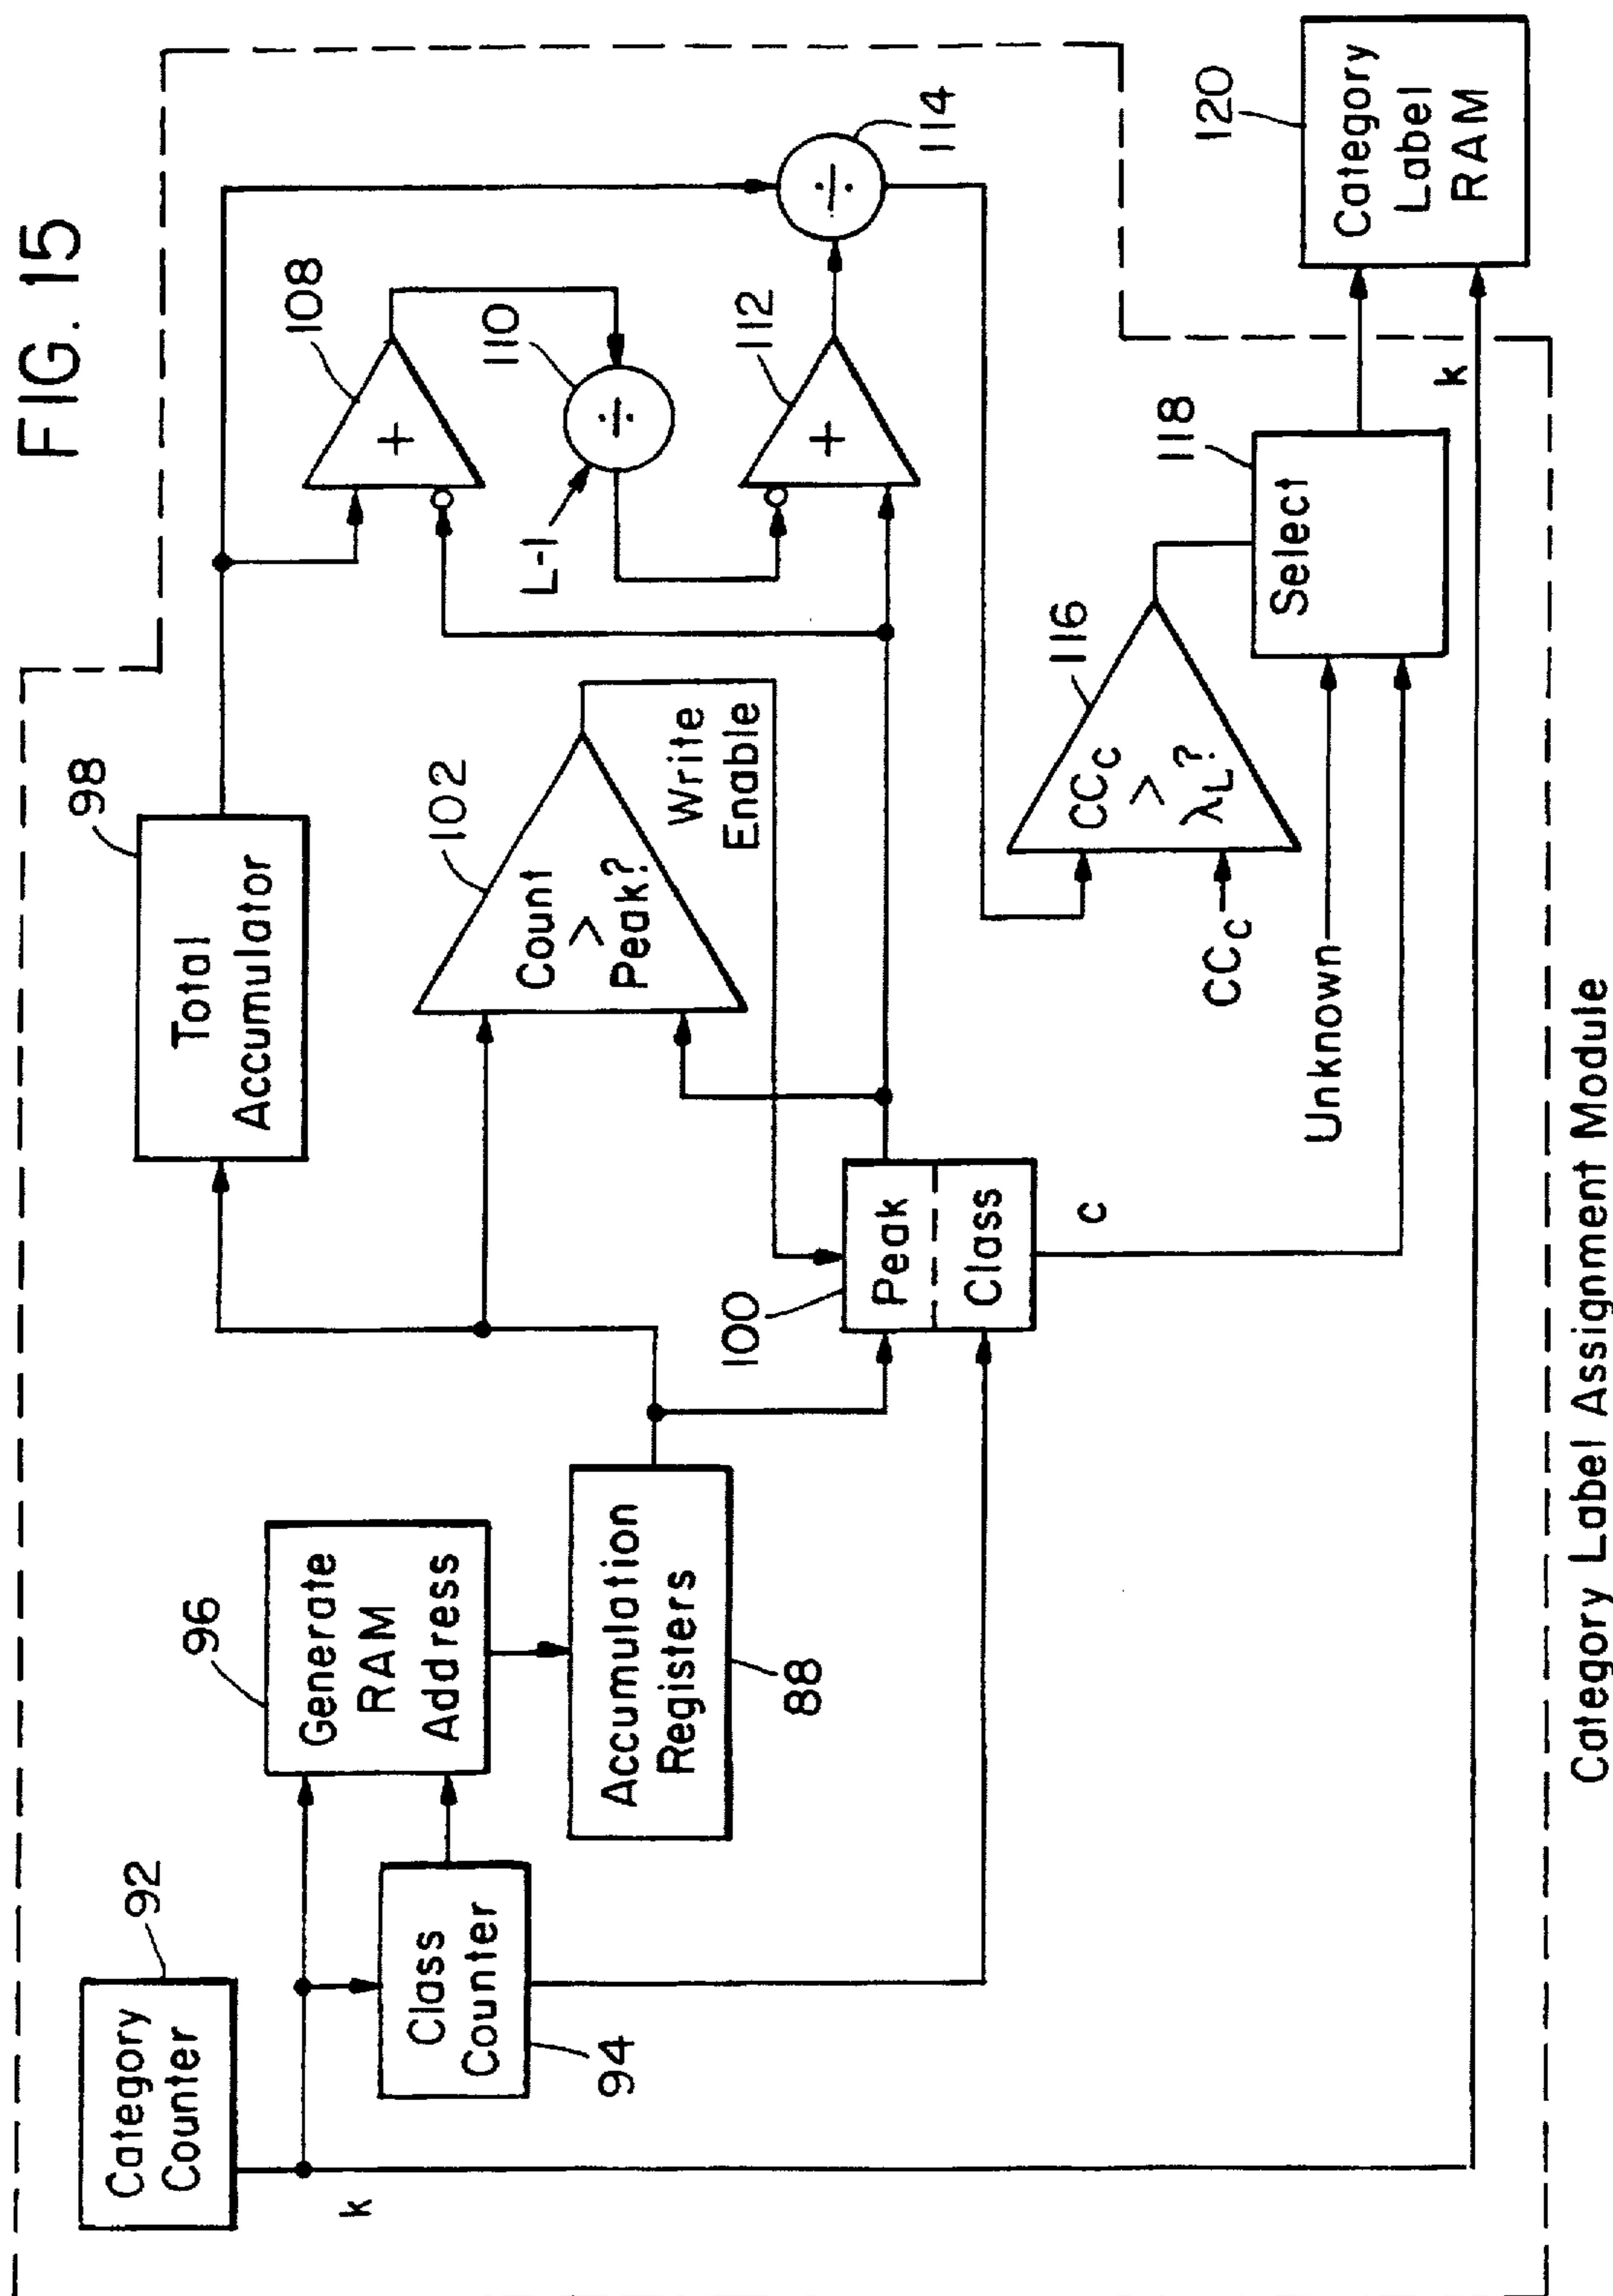 FIG. 15
92
Category
Counter
k
94
Class
Counter
96
Generate
RAM
Address
Accumulation
Registers
88
98
Total
Accumulator
100
Peak
Class
c
102
Count
>
Peak?
Write
Enable
108
+
110
÷
L-1
112
+
114
÷
116
CCc
>
λL?
CCc
Unknown
118
Select
k
120
Category
Label
RAM
Category Label Assignment Module